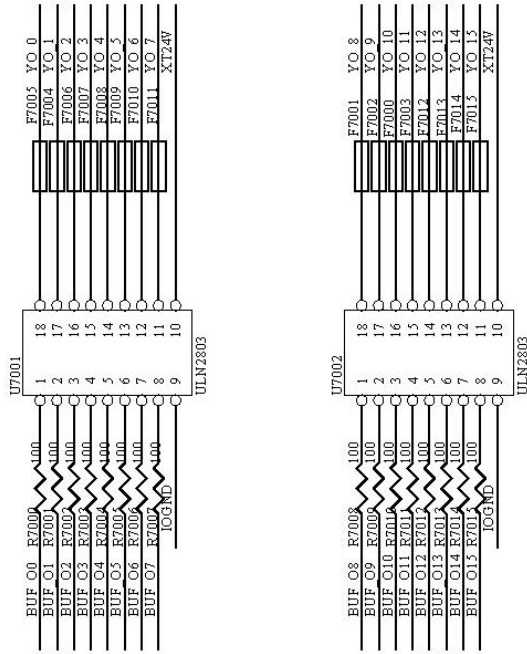 F7005 YO_0
F7004 YO_1
F7006 YO_2
F7007 YO_3
F7008 YO_4
F7009 YO_5
F7010 YO_6
F7011 YO_7
XT24V
U7001
18 17 16 15 14 13 12 11 10
1 2 3 4 5 6 7 8 9
ULN2803
BUF_O0 R7000 100
BUF_O1 R7001 100
BUF_O2 R7002 100
BUF_O3 R7003 100
BUF_O4 R7004 100
BUF_O5 R7005 100
BUF_O6 R7006 100
BUF_O7 R7007 100
IOGND
F7001 YO_8
F7002 YO_9
F7000 YO_10
F7003 YO_11
F7012 YO_12
F7013 YO_13
F7014 YO_14
F7015 YO_15
XT24V
U7002
18 17 16 15 14 13 12 11 10
1 2 3 4 5 6 7 8 9
ULN2803
BUF_O8 R7008 100
BUF_O9 R7009 100
BUF_O10 R7010 100
BUF_O11 R7011 100
BUF_O12 R7012 100
BUF_O13 R7013 100
BUF_O14 R7014 100
BUF_O15 R7015 100
IOGND